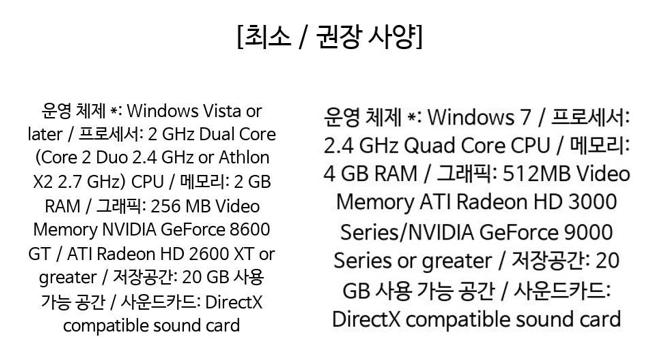 [최소 / 권장 사양]
운영 체제 *: Windows Vista or
later / 프로세서: 2 GHz Dual Core
(Core 2 Duo 2.4 GHz or Athlon
X2 2.7 GHz) CPU / 메모리: 2 GB
RAM / 그래픽: 256 MB Video
Memory NVIDIA GeForce 8600
GT / ATI Radeon HD 2600 XT or
greater / 저장공간: 20 GB 사용
가능 공간 / 사운드카드: DirectX
compatible sound card
운영 체제 *: Windows 7 / 프로세서:
2.4 GHz Quad Core CPU / 메모리:
4 GB RAM / 그래픽: 512MB Video
Memory ATI Radeon HD 3000
Series/NVIDIA GeForce 9000
Series or greater / 저장공간: 20
GB 사용 가능 공간 / 사운드카드:
DirectX compatible sound card